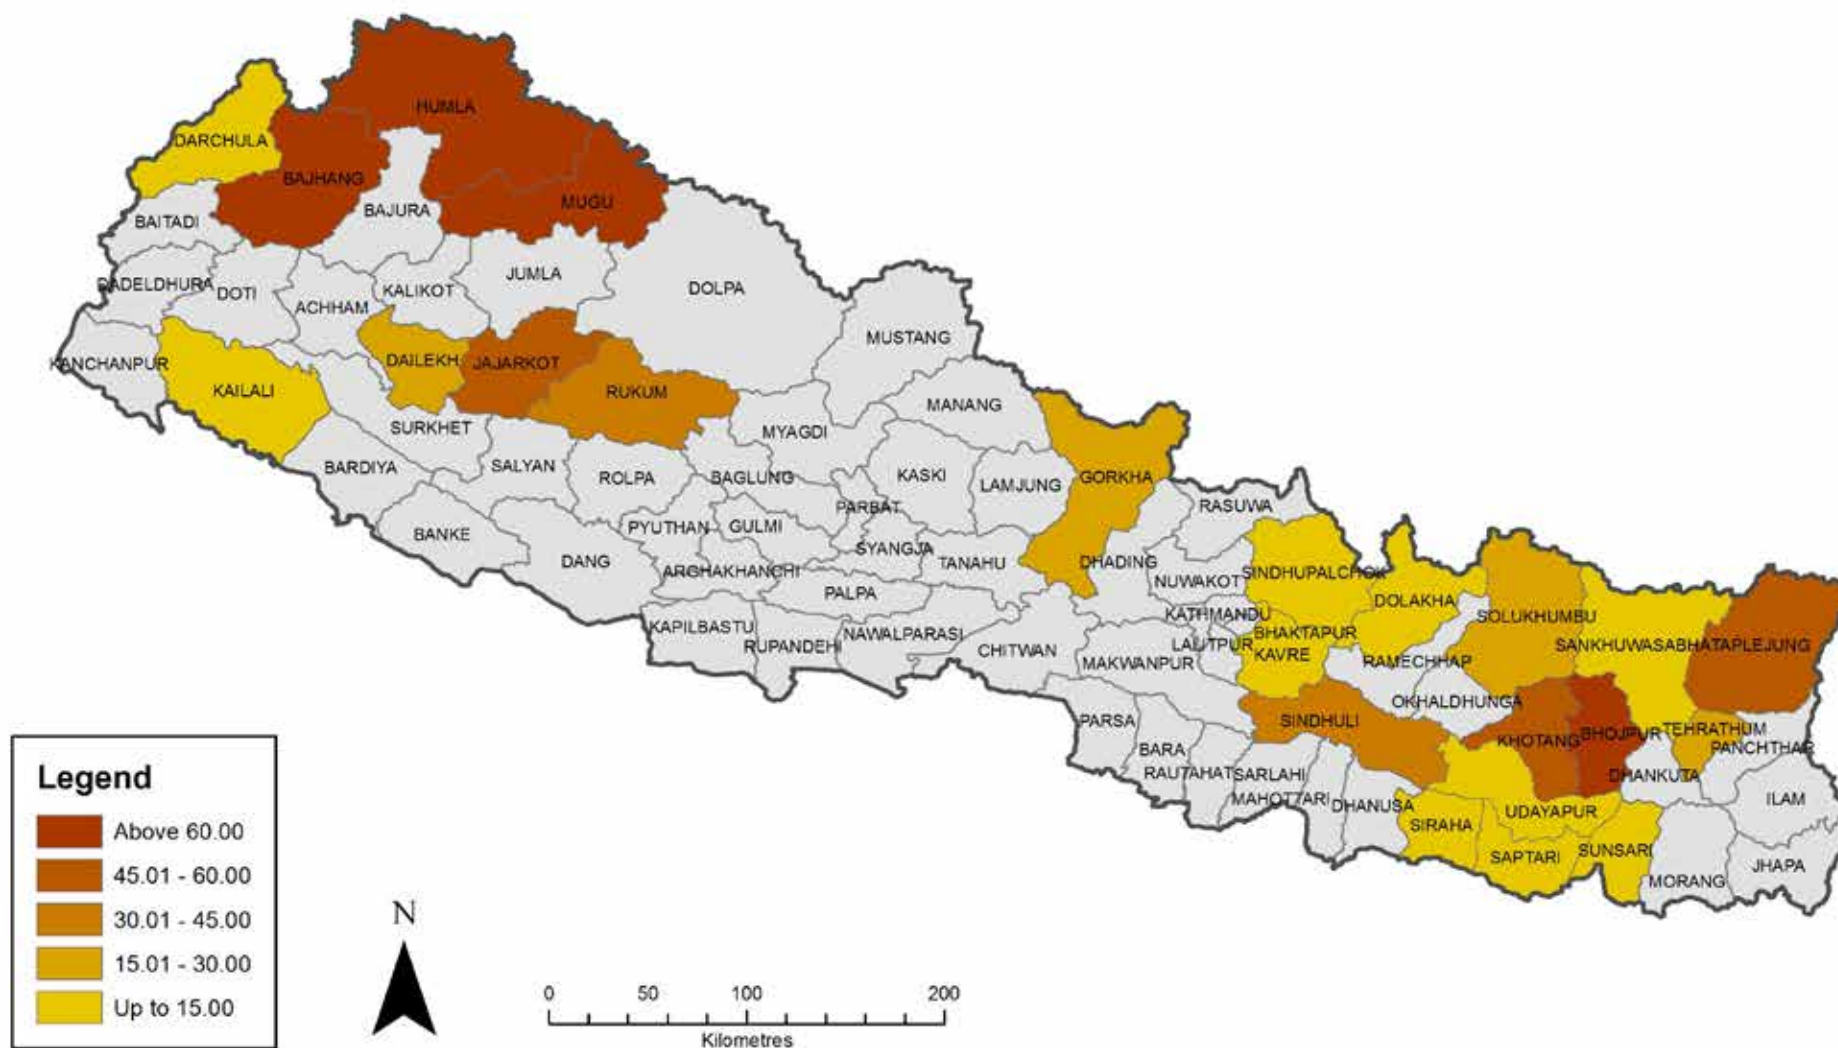 HUMLA
DARCHULA
BAJHANG
MUGU
BAJURA
BAITADI
JUMLA
DADELDHURA
DOTI
KALIKOT
DOLPA
ACHHAM
MUSTANG
KANCHANPUR
DAILEKH
JAJARKOT
KAILALI
RUKUM
MANANG
SURKHET
MYAGDI
BARDIYA
SALYAN
ROLPA
BAGLUNG
KASKI
LAMJUNG
GORKHA
PARBAT
RASUWA
BANKE
PYUTHAN
GULMI
SYANGJA
DANG
TANAHU
DHADING
ARGHAKHANCHI
NUWAKOT
SINDHUPALCHOK
PALPA
DOLAKHA
KATHMANDU
SOLUKHUMBU
KAPILBASTU
RUPANDEHI
NAWALPARASI
CHITWAN
LALITPUR
BHAKTAPUR
KAVRE
SANKHUWASABHA
TAPLEJUNG
MAKWANPUR
RAMECHHAP
OKHALDHUNGA
PARSA
SINDHULI
KHOTANG
BHOJPUR
TEHRATHUM
BARA
PANCHTHAR
RAUTAHAT
SARLAHI
DHANKUTA
MAHOTTARI
DHANUSA
ILAM
UDAYAPUR
SIRAHA
SAPTARI
SUNSARI
JHAPA
MORANG
Legend
Above 60.00
45.01 - 60.00
30.01 - 45.00
15.01 - 30.00
Up to 15.00
N
0 50 100 200
Kilometres